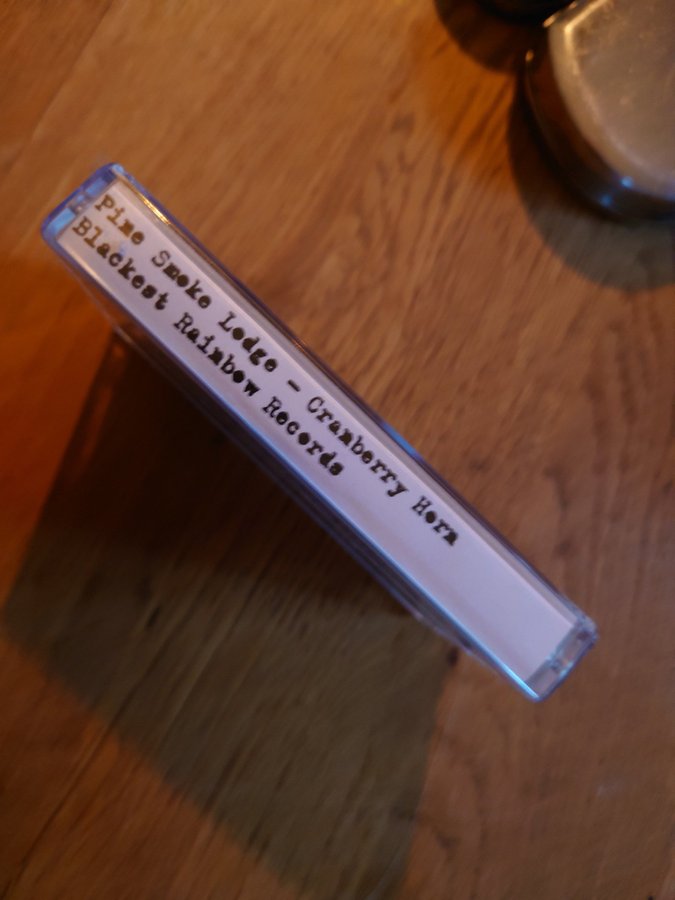 Pine Smoke Lodge - Cranberry Horn
Blackest Rainbow Records